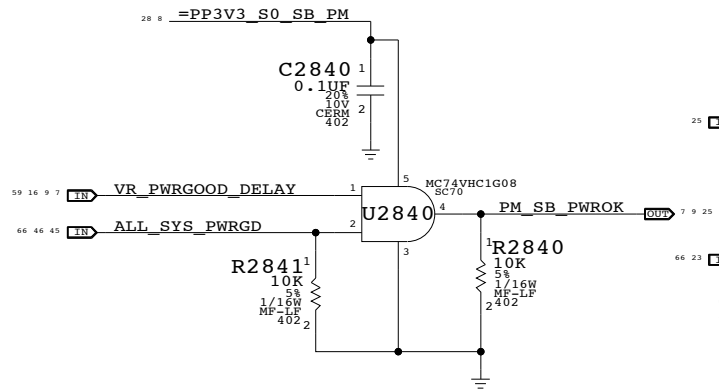 28 8 =PP3V3_S0_SB_PM
C2840 1
0.1UF
20%
10V 2
CERM
402
25
59 16 9 7 IN VR_PWRGOOD_DELAY 1
5
MC74VHC1G08
SC70
U2840 4 PM_SB_PWROK OUT 7 9 25
66 46 45 IN ALL_SYS_PWRGD 2
3
R2841 1
10K
5%
1/16W
MF-LF
402 2
1 R2840
10K
5%
1/16W
MF-LF
2 402
66 23